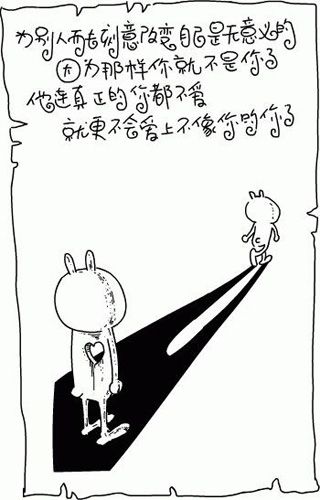 为别人而去刻意改变自己是无意义的
因为那样你就不是你了
他连真正的你都不爱
就更不会爱上不像你的你了